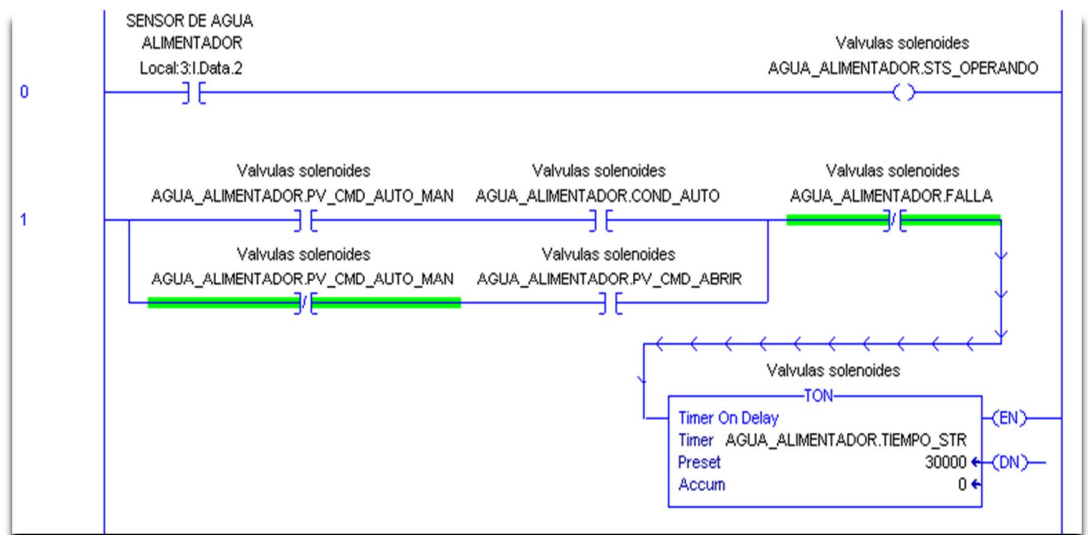 SENSOR DE AGUA
ALIMENTADOR
Local:3:I.Data.2
Valvulas solenoides
AGUA_ALIMENTADOR.STS_OPERANDO
0
Valvulas solenoides
AGUA_ALIMENTADOR.PV_CMD_AUTO_MAN
Valvulas solenoides
AGUA_ALIMENTADOR.COND_AUTO
Valvulas solenoides
AGUA_ALIMENTADOR.FALLA
1
Valvulas solenoides
AGUA_ALIMENTADOR.PV_CMD_AUTO_MAN
Valvulas solenoides
AGUA_ALIMENTADOR.PV_CMD_ABRIR
Valvulas solenoides
TON
Timer On Delay
Timer AGUA_ALIMENTADOR.TIEMPO_STR
Preset 30000
Accum 0
EN
DN